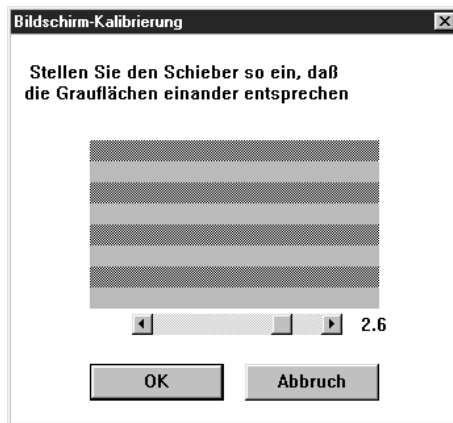 Bildschirm-Kalibrierung
Stellen Sie den Schieber so ein, daß
die Grauflächen einander entsprechen
2.6
OK Abbruch